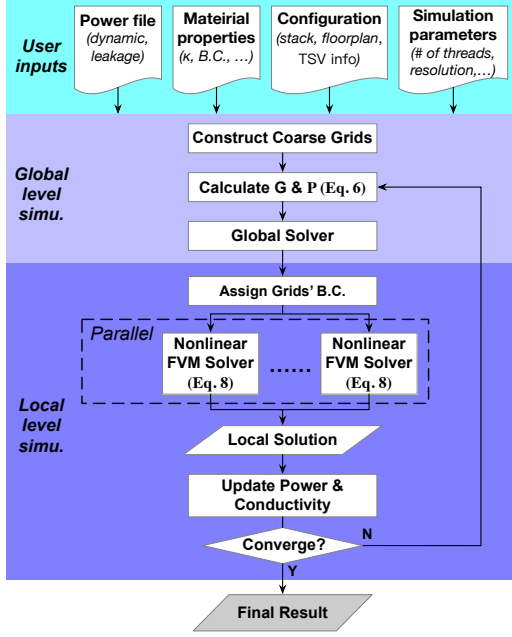 User
inputs
Power file
(dynamic,
leakage)
Mateirial
properties
(κ, B.C., ...)
Configuration
(stack, floorplan,
TSV info)
Simulation
parameters
(# of threads,
resolution,...)
Global
level
simu.
Construct Coarse Grids
Calculate G & P (Eq. 6)
Global Solver
Local
level
simu.
Assign Grids' B.C.
Parallel
Nonlinear
FVM Solver
(Eq. 8)
......
Nonlinear
FVM Solver
(Eq. 8)
Local Solution
Update Power &
Conductivity
Converge?
N
Y
Final Result